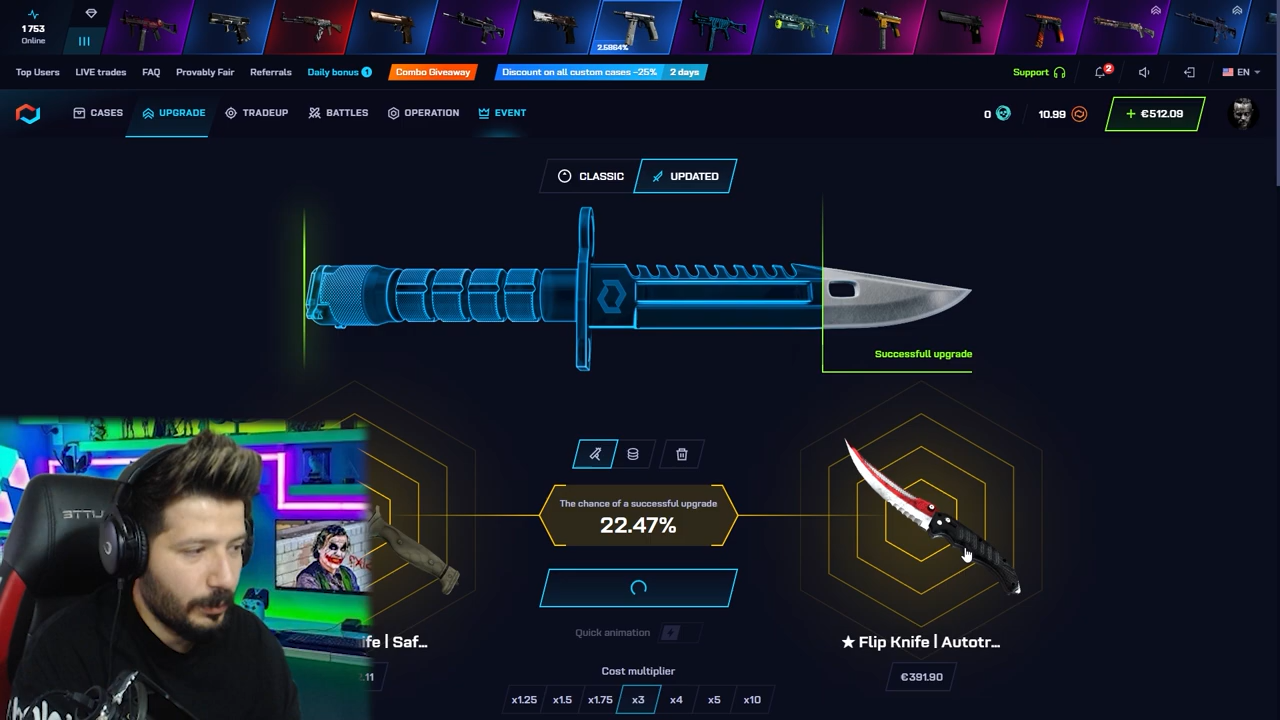 1 753
Online
2.5864%
Top Users
LIVE trades
FAQ
Provably Fair
Referrals
Daily bonus 1
Combo Giveaway
Discount on all custom cases -25% 2 days
Support
2
EN
CASES
UPGRADE
TRADEUP
BATTLES
OPERATION
EVENT
0
10.99
+ €512.09
CLASSIC
UPDATED
Successfull upgrade
The chance of a successful upgrade
22.47%
Quick animation
ife | Saf...
.11
★ Flip Knife | Autotr...
€391.90
Cost multiplier
x1.25
x1.5
x1.75
x3
x4
x5
x10